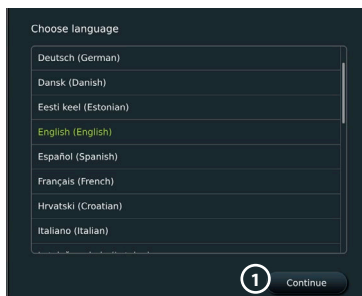 Choose language
Deutsch (German)
Dansk (Danish)
Eesti keel (Estonian)
English (English)
Español (Spanish)
Français (French)
Hrvatski (Croatian)
Italiano (Italian)
1 Continue